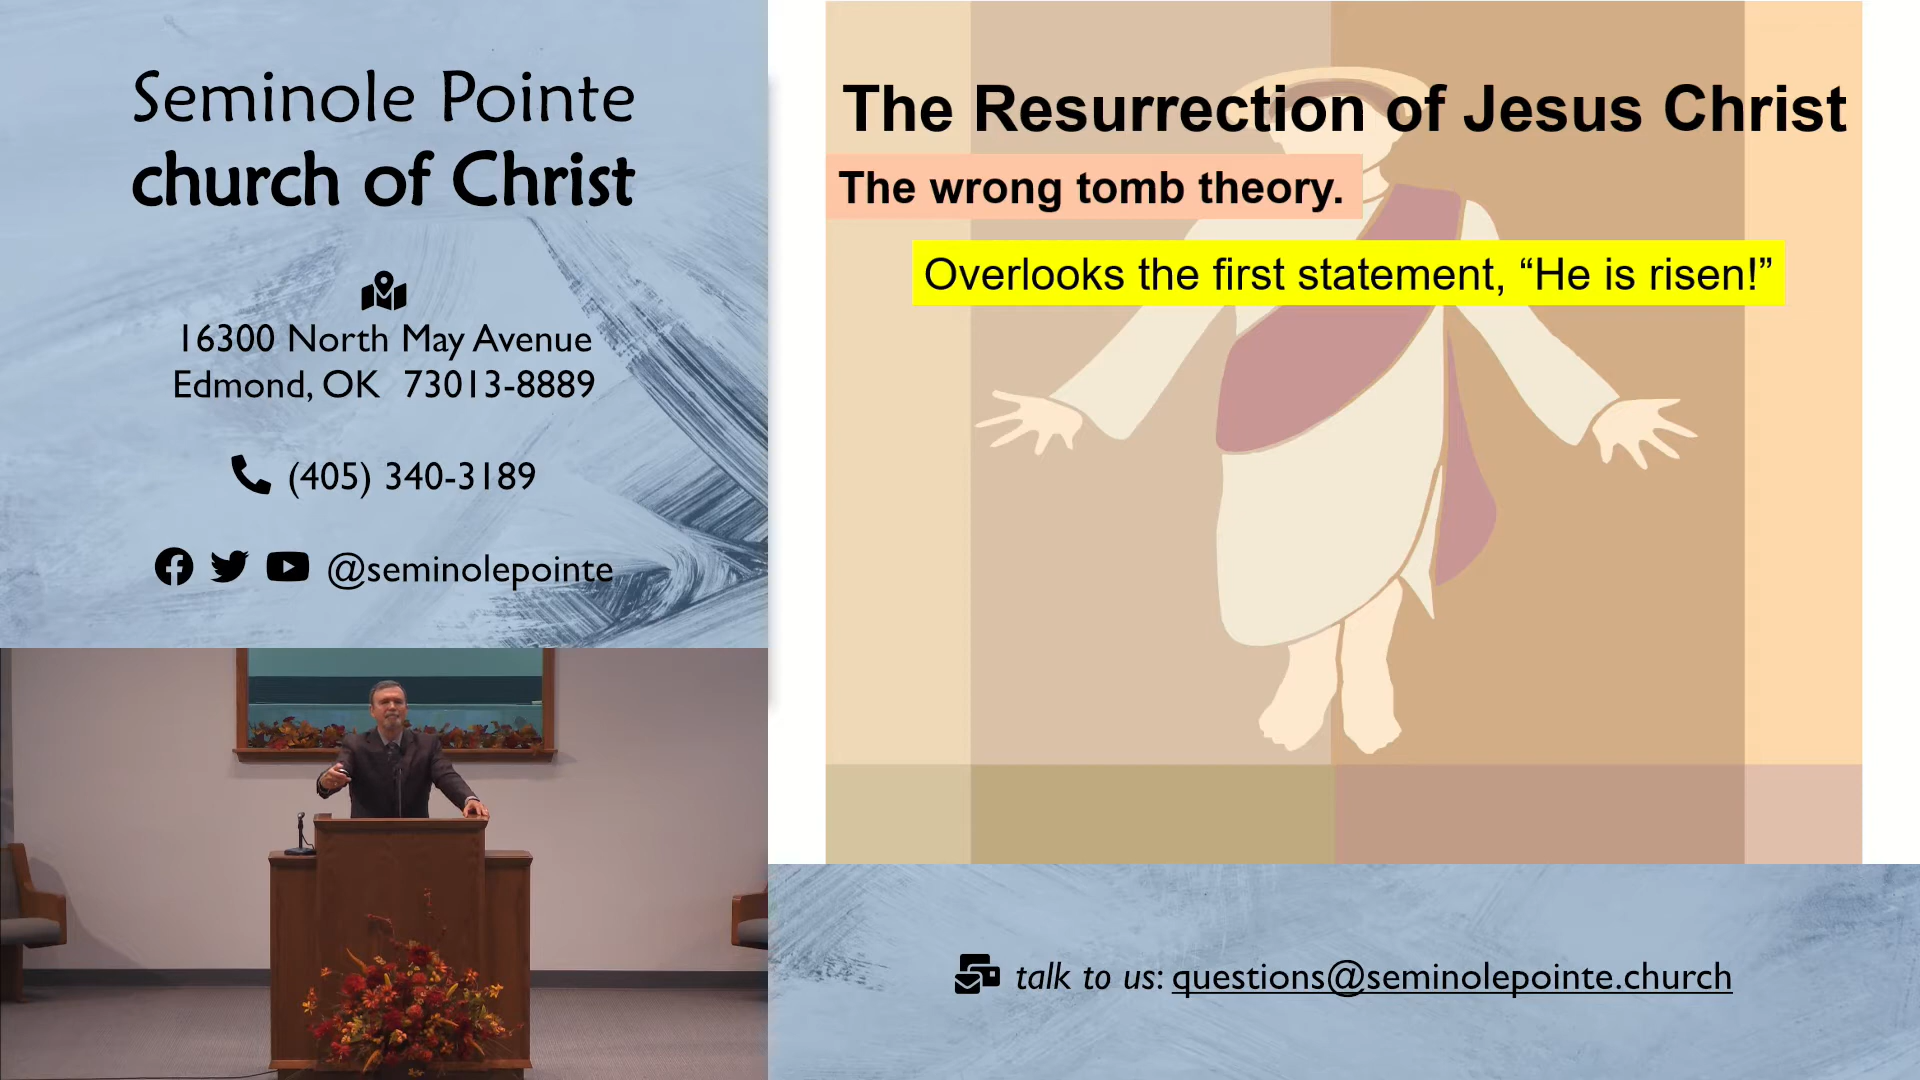 Seminole Pointe
church of Christ
16300 North May Avenue
Edmond, OK 73013-8889
(405) 340-3189
@seminolepointe
The Resurrection of Jesus Christ
The wrong tomb theory.
Overlooks the first statement, “He is risen!”
talk to us: questions@seminolepointe.church